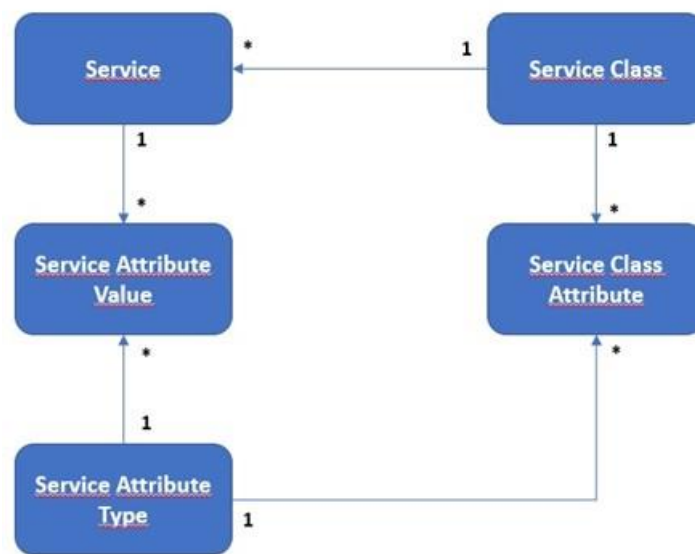 Service
* 1
Service Class
1
1
*
*
Service Attribute
Value
Service Class
Attribute
*
*
1
Service Attribute
Type
1